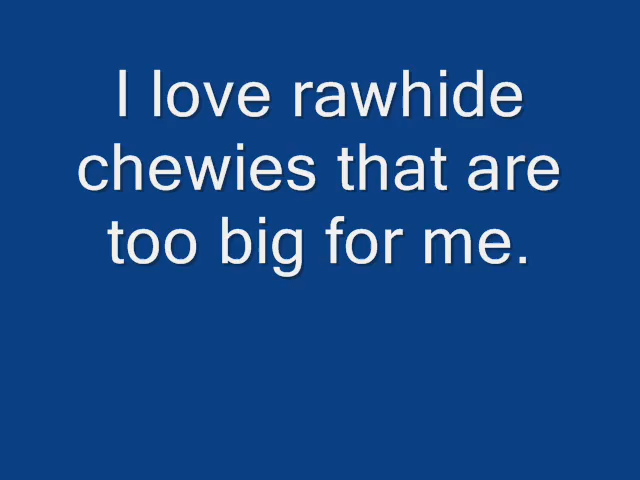 I love rawhide
chewies that are
too big for me.